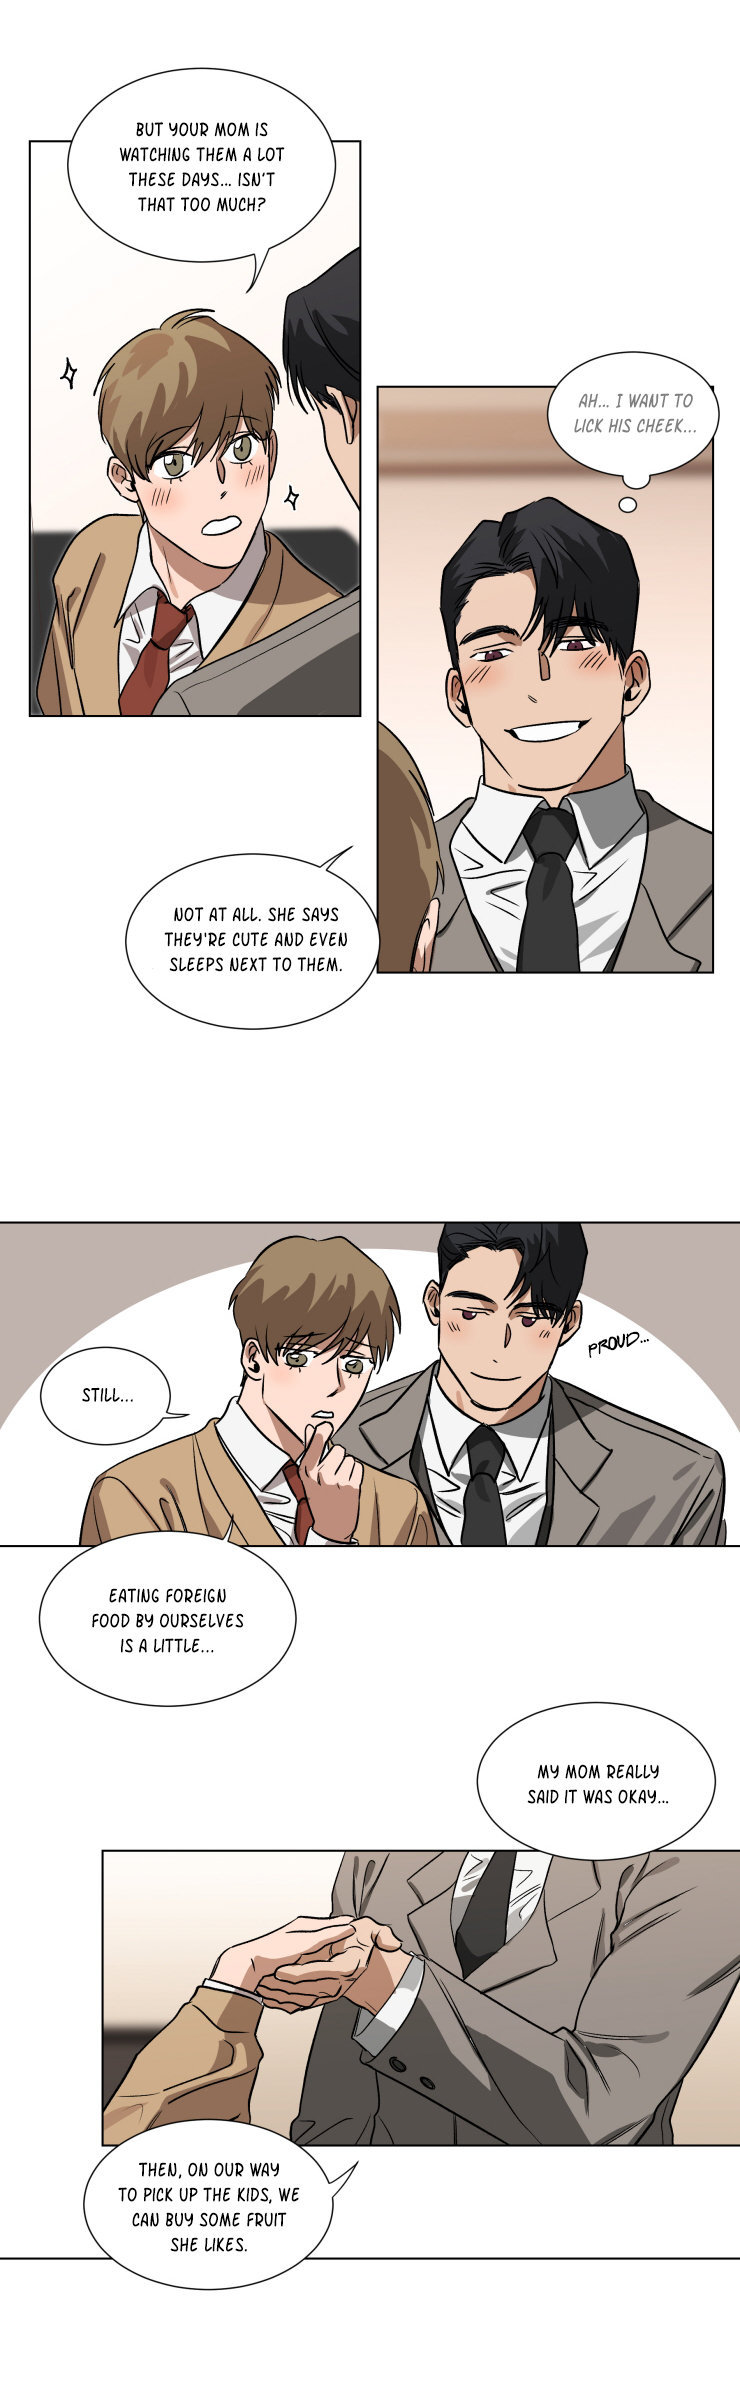 BUT YOUR MOM IS
WATCHING THEM A LOT
THESE DAYS... ISN'T
THAT TOO MUCH?
AH... I WANT TO
LICK HIS CHEEK...
NOT AT ALL. SHE SAYS
THEY'RE CUTE AND EVEN
SLEEPS NEXT TO THEM.
PROUD...
STILL...
EATING FOREIGN
FOOD BY OURSELVES
IS A LITTLE...
MY MOM REALLY
SAID IT WAS OKAY...
THEN, ON OUR WAY
TO PICK UP THE KIDS, WE
CAN BUY SOME FRUIT
SHE LIKES.